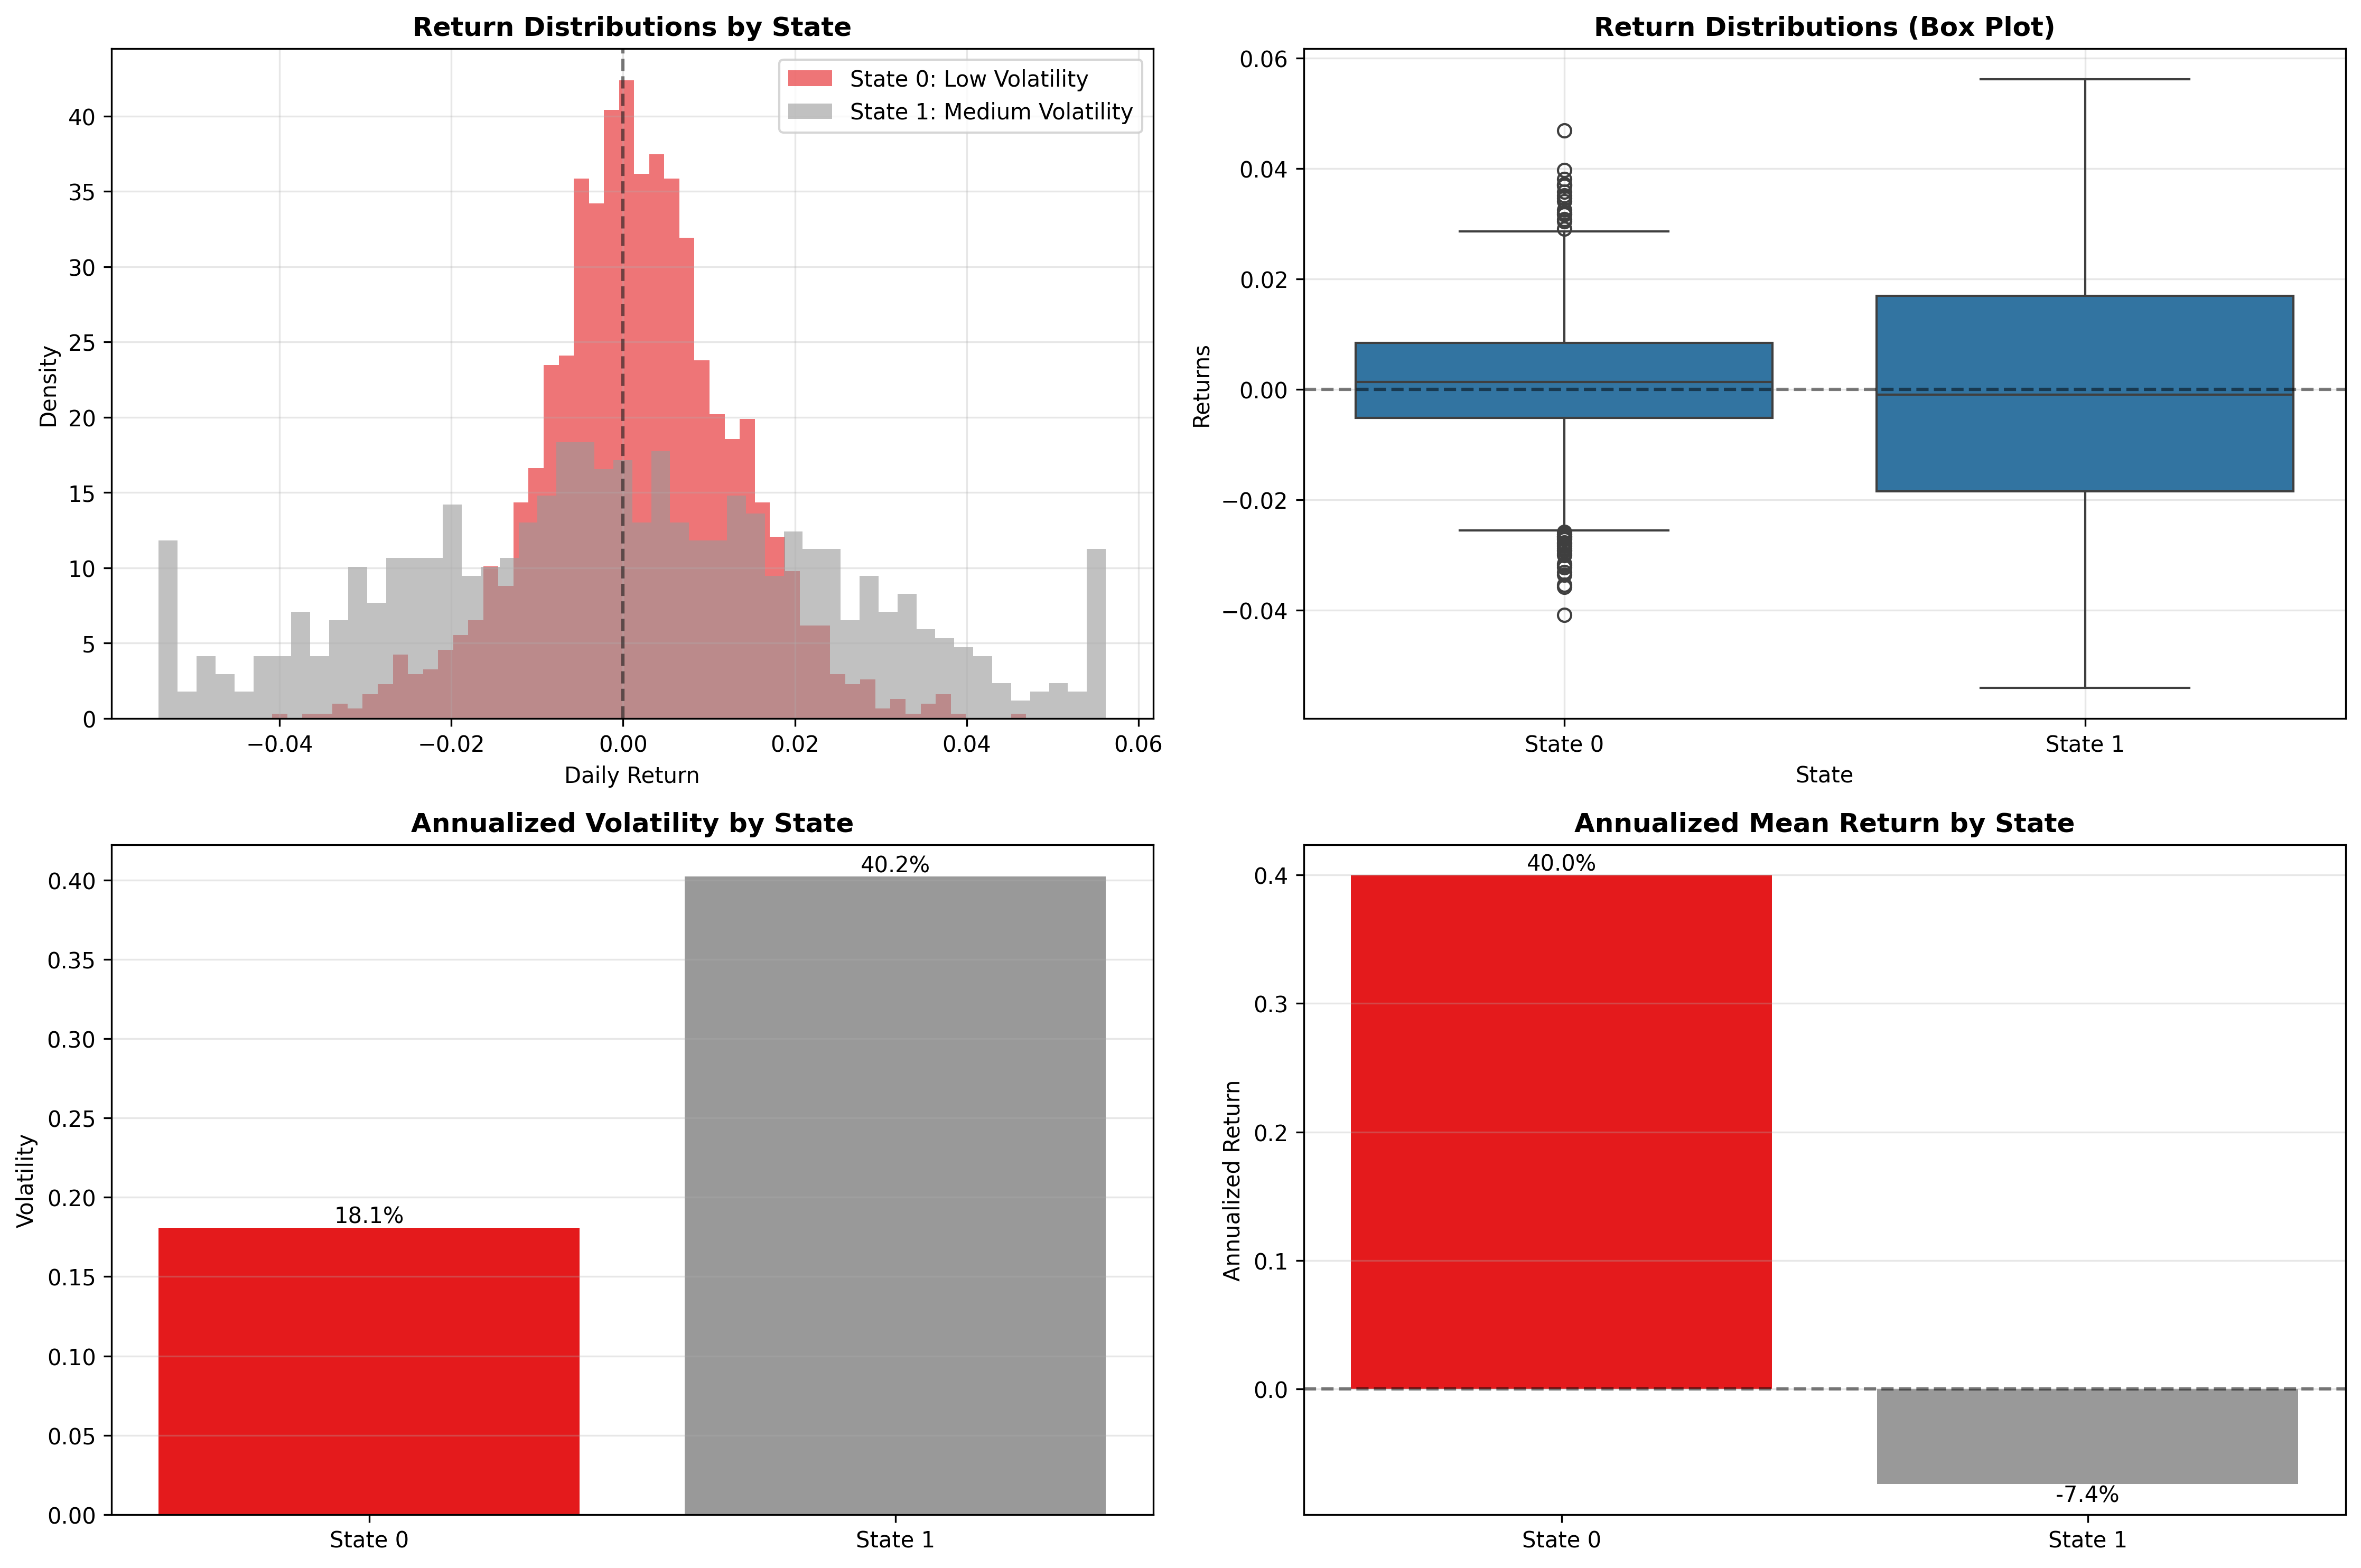 Return Distributions by State
State 0: Low Volatility
State 1: Medium Volatility
40
35
30
25
20
15
10
5
0
Density
−0.04
−0.02
0.00
0.02
0.04
0.06
Daily Return
Return Distributions (Box Plot)
0.06
0.04
0.02
0.00
−0.02
−0.04
Returns
State 0
State 1
State
Annualized Volatility by State
40.2%
18.1%
0.40
0.35
0.30
0.25
0.20
0.15
0.10
0.05
0.00
Volatility
State 0
State 1
Annualized Mean Return by State
40.0%
-7.4%
0.4
0.3
0.2
0.1
0.0
Annualized Return
State 0
State 1